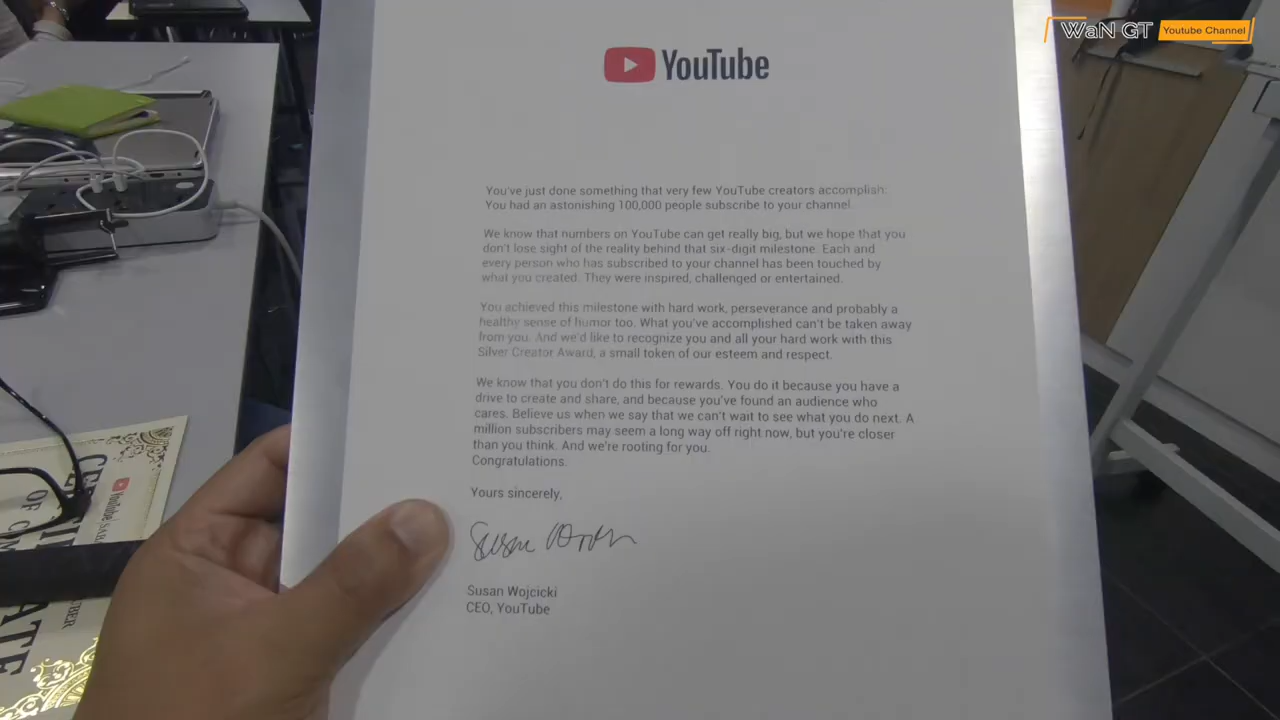 WaN GT Youtube Channel
YouTube
You've just done something that very few YouTube creators accomplish:
You had an astonishing 100,000 people subscribe to your channel.
We know that numbers on YouTube can get really big, but we hope that you
don't lose sight of the reality behind that six-digit milestone. Each and
every person who has subscribed to your channel has been touched by
what you created. They were inspired, challenged or entertained.
You achieved this milestone with hard work, perseverance and probably a
healthy sense of humor too. What you've accomplished can't be taken away
from you. And we'd like to recognize you and all your hard work with this
Silver Creator Award, a small token of our esteem and respect.
We know that you don't do this for rewards. You do it because you have a
drive to create and share, and because you've found an audience who
cares. Believe us when we say that we can't wait to see what you do next. A
million subscribers may seem a long way off right now, but you're closer
than you think. And we're rooting for you.
Congratulations.
Yours sincerely,
Susan Wojcicki
CEO, YouTube
YouTube
OF